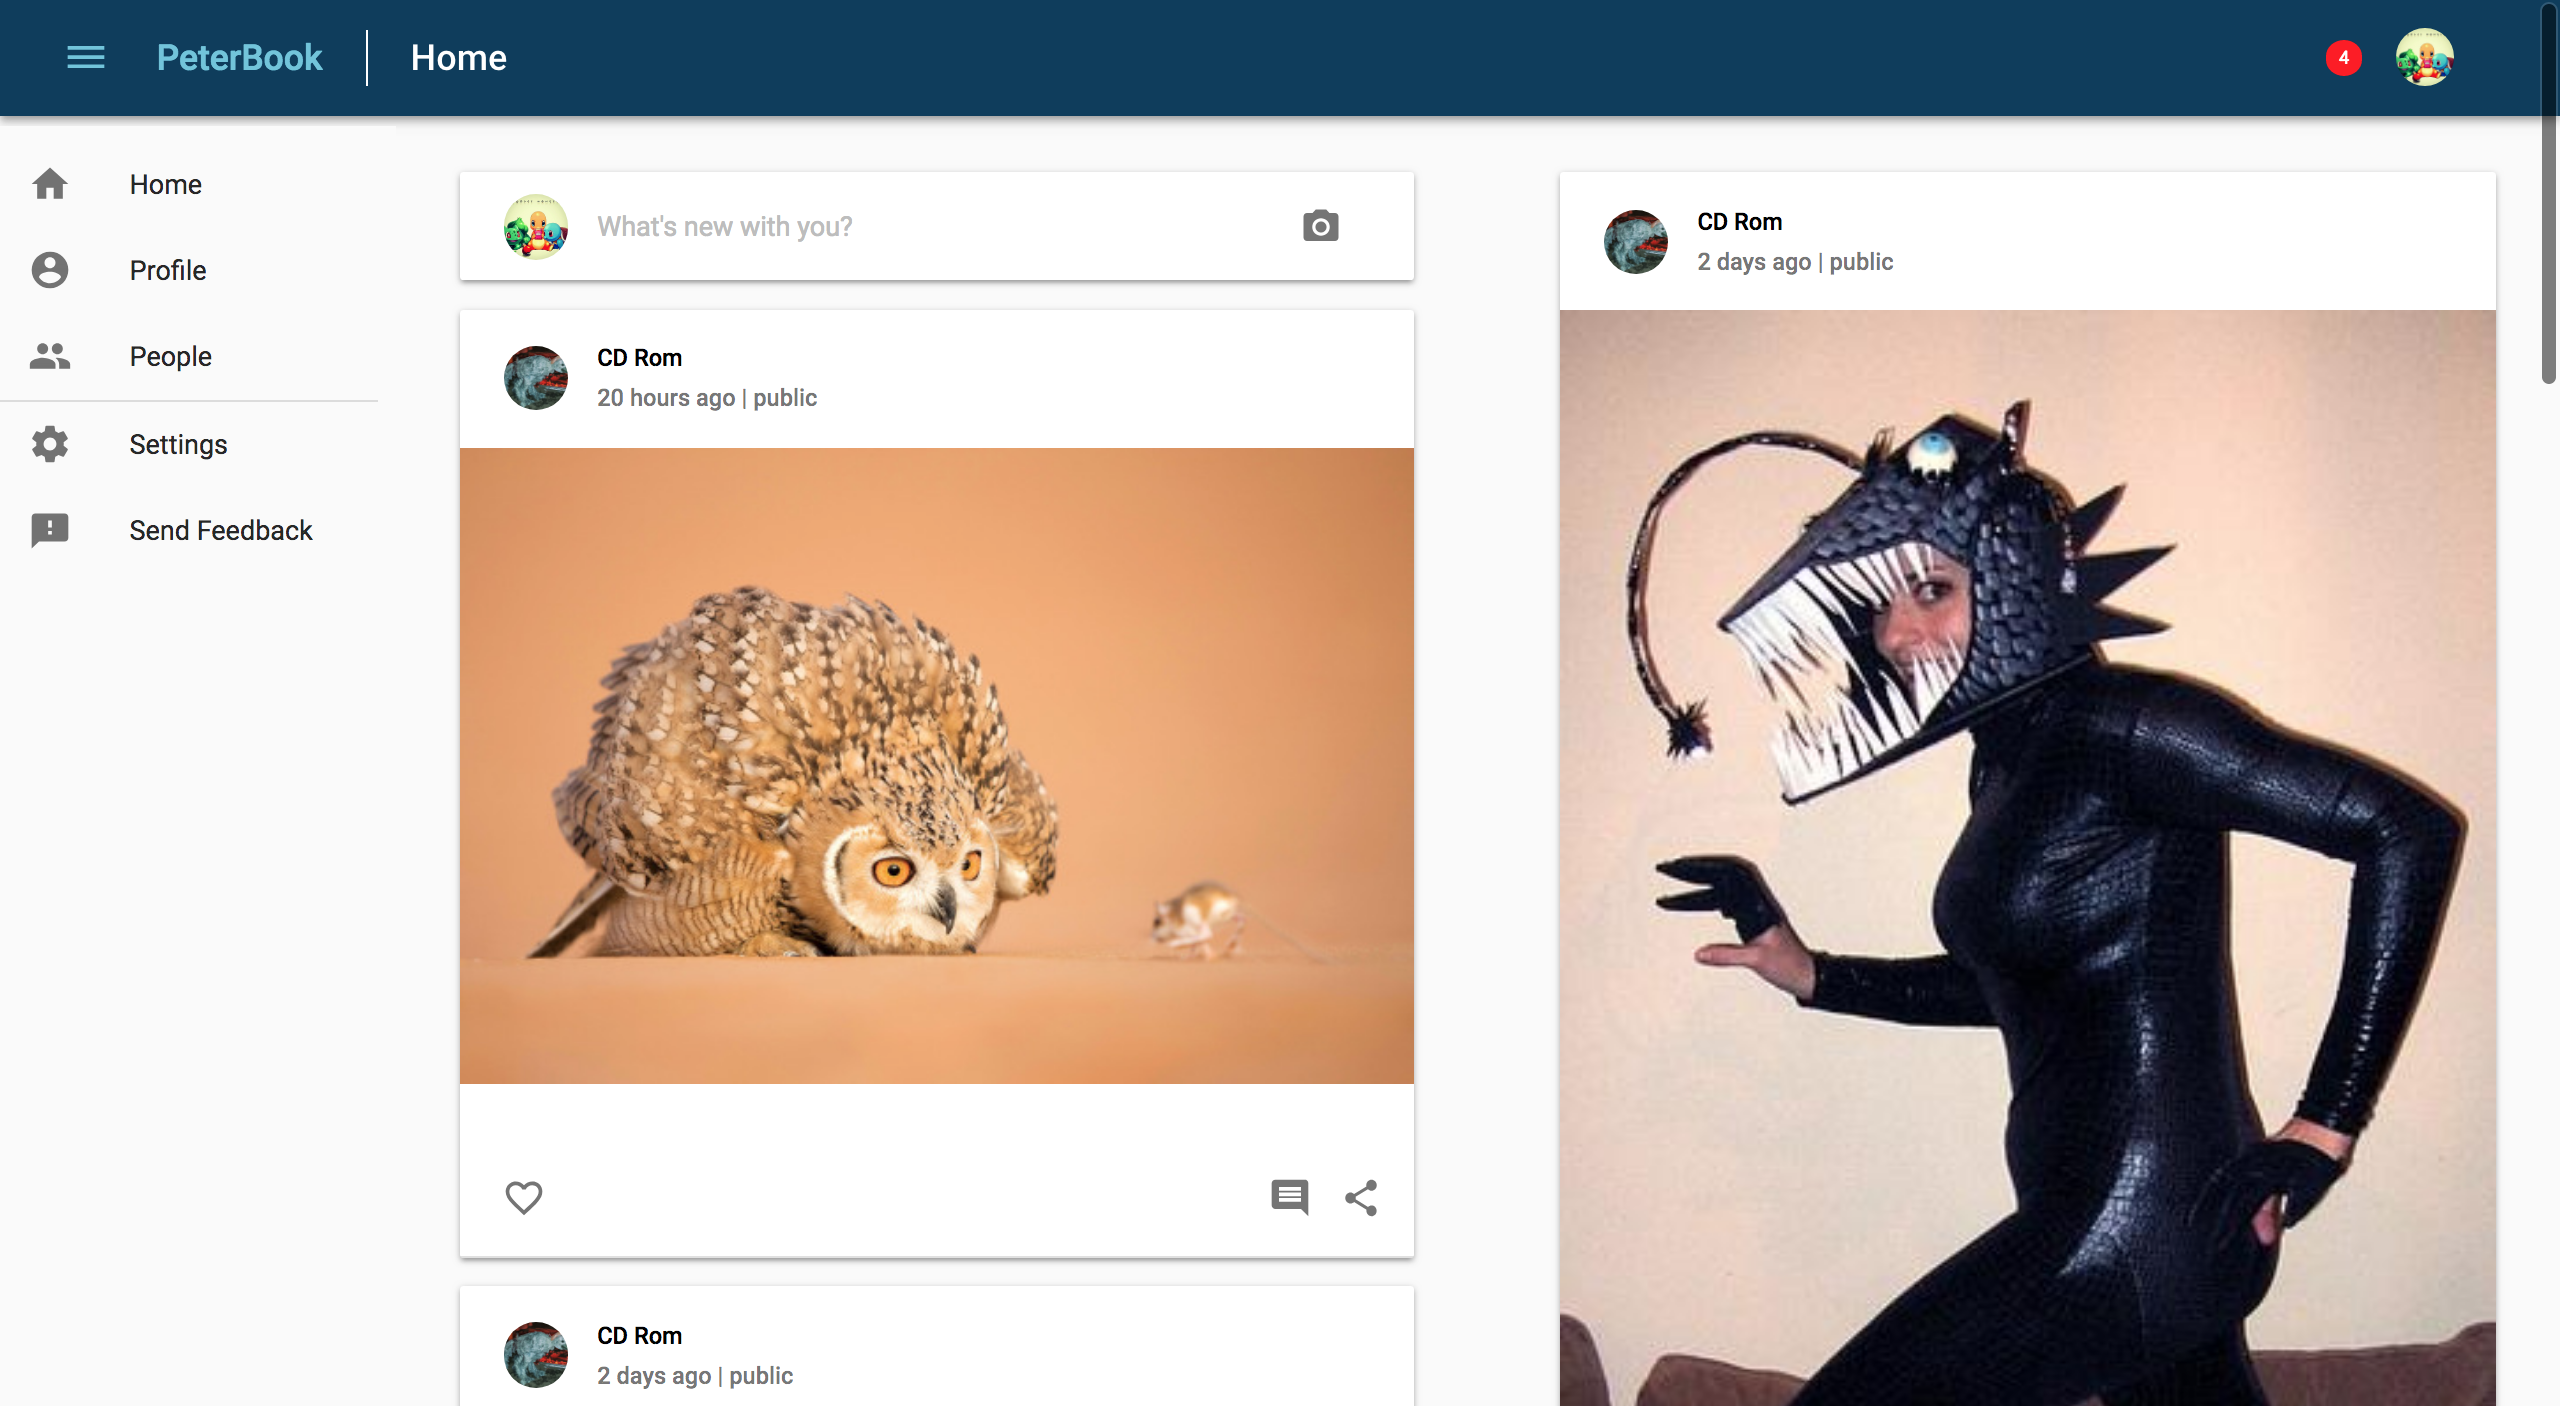 PeterBook
Home
4
Home
Profile
People
Settings
Send Feedback
What's new with you?
CD Rom
20 hours ago | public
CD Rom
2 days ago | public
CD Rom
2 days ago | public